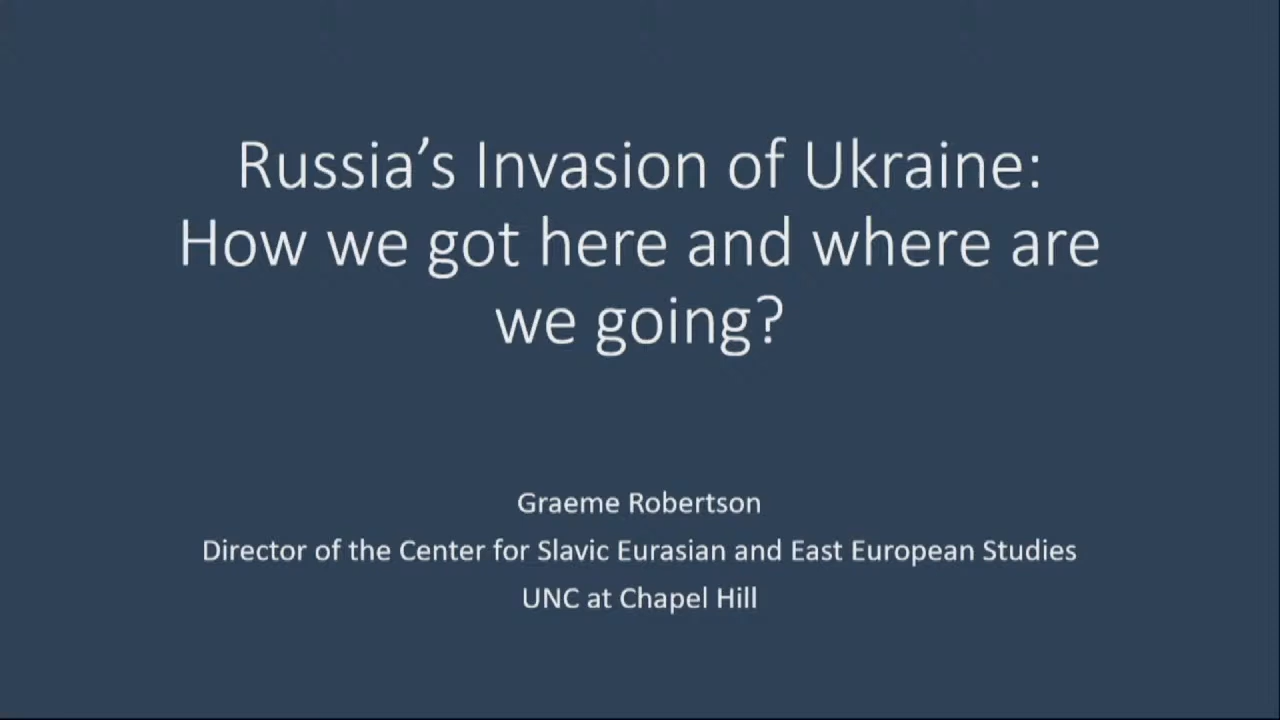 Russia’s Invasion of Ukraine:
How we got here and where are
we going?
Graeme Robertson
Director of the Center for Slavic Eurasian and East European Studies
UNC at Chapel Hill